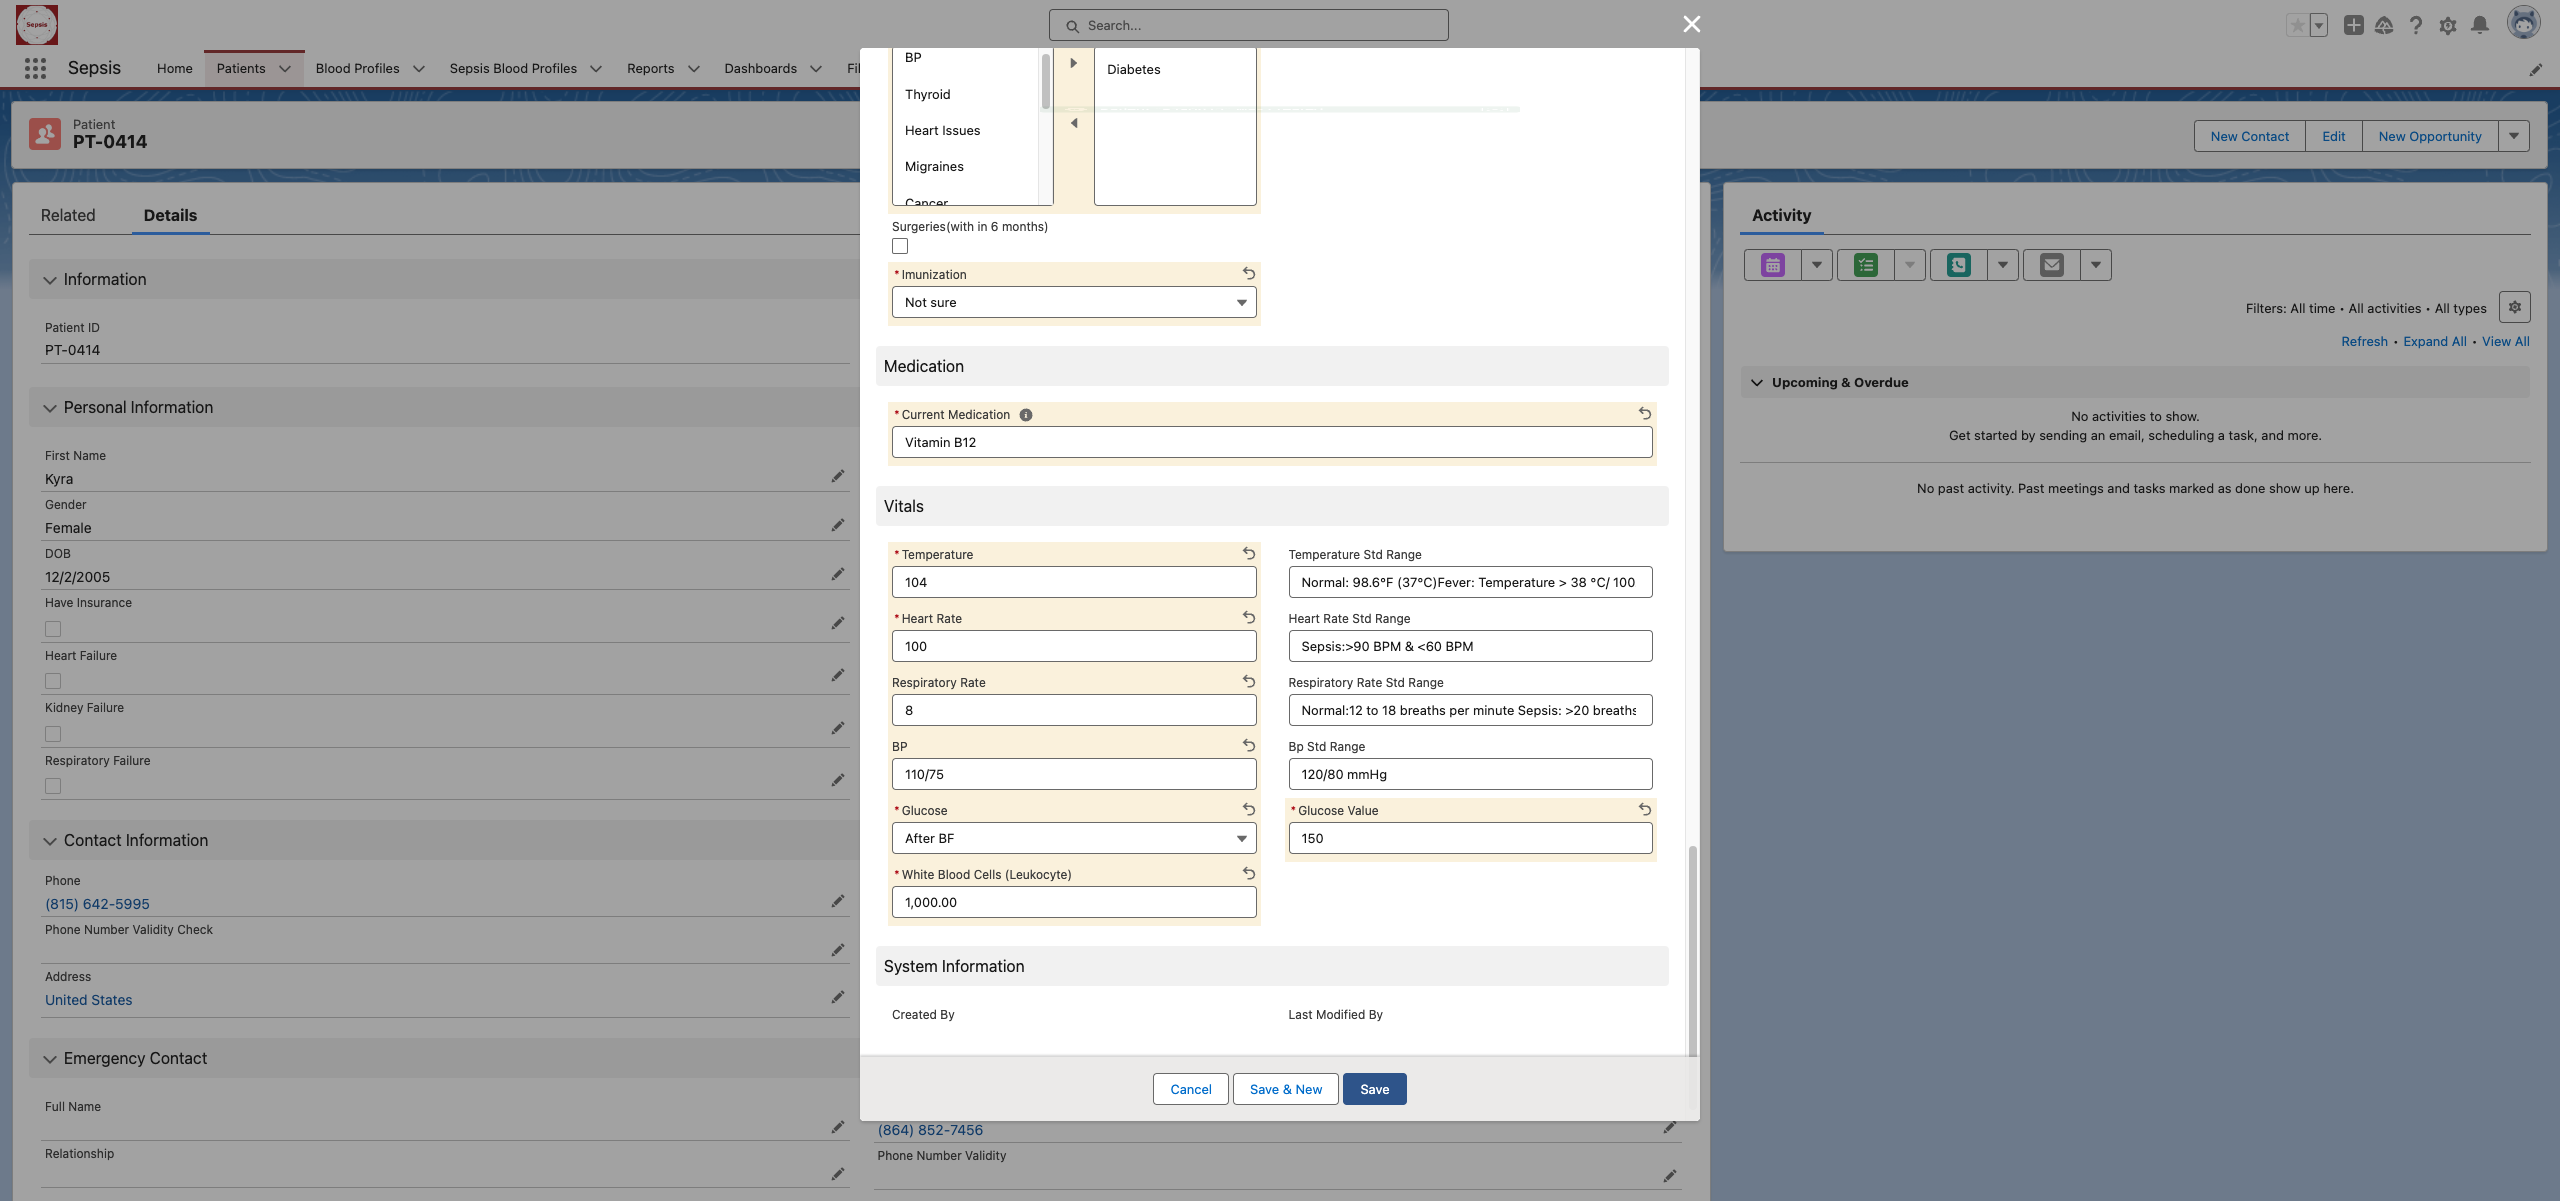 Sepsis
Search...
Sepsis
Home
Patients
Blood Profiles
Sepsis Blood Profiles
Reports
Dashboards
Patient
PT-0414
New Contact
Edit
New Opportunity
Related
Details
Information
Patient ID
PT-0414
Personal Information
First Name
Kyra
Gender
Female
DOB
12/2/2005
Have Insurance
Heart Failure
Kidney Failure
Respiratory Failure
Contact Information
Phone
(815) 642-5995
Phone Number Validity Check
Address
United States
Emergency Contact
Full Name
Relationship
(864) 852-7456
Phone Number Validity
BP
Thyroid
Heart Issues
Migraines
Cancer
Diabetes
Surgeries(with in 6 months)
* Imunization
Not sure
Medication
* Current Medication
Vitamin B12
Vitals
* Temperature
104
Temperature Std Range
Normal: 98.6°F (37°C)Fever: Temperature > 38 °C/ 100
* Heart Rate
100
Heart Rate Std Range
Sepsis:>90 BPM & <60 BPM
Respiratory Rate
8
Respiratory Rate Std Range
Normal:12 to 18 breaths per minute Sepsis: >20 breaths
BP
110/75
Bp Std Range
120/80 mmHg
* Glucose
After BF
* Glucose Value
150
* White Blood Cells (Leukocyte)
1,000.00
System Information
Created By
Last Modified By
Cancel
Save & New
Save
Activity
Filters: All time • All activities • All types
Refresh • Expand All • View All
Upcoming & Overdue
No activities to show.
Get started by sending an email, scheduling a task, and more.
No past activity. Past meetings and tasks marked as done show up here.